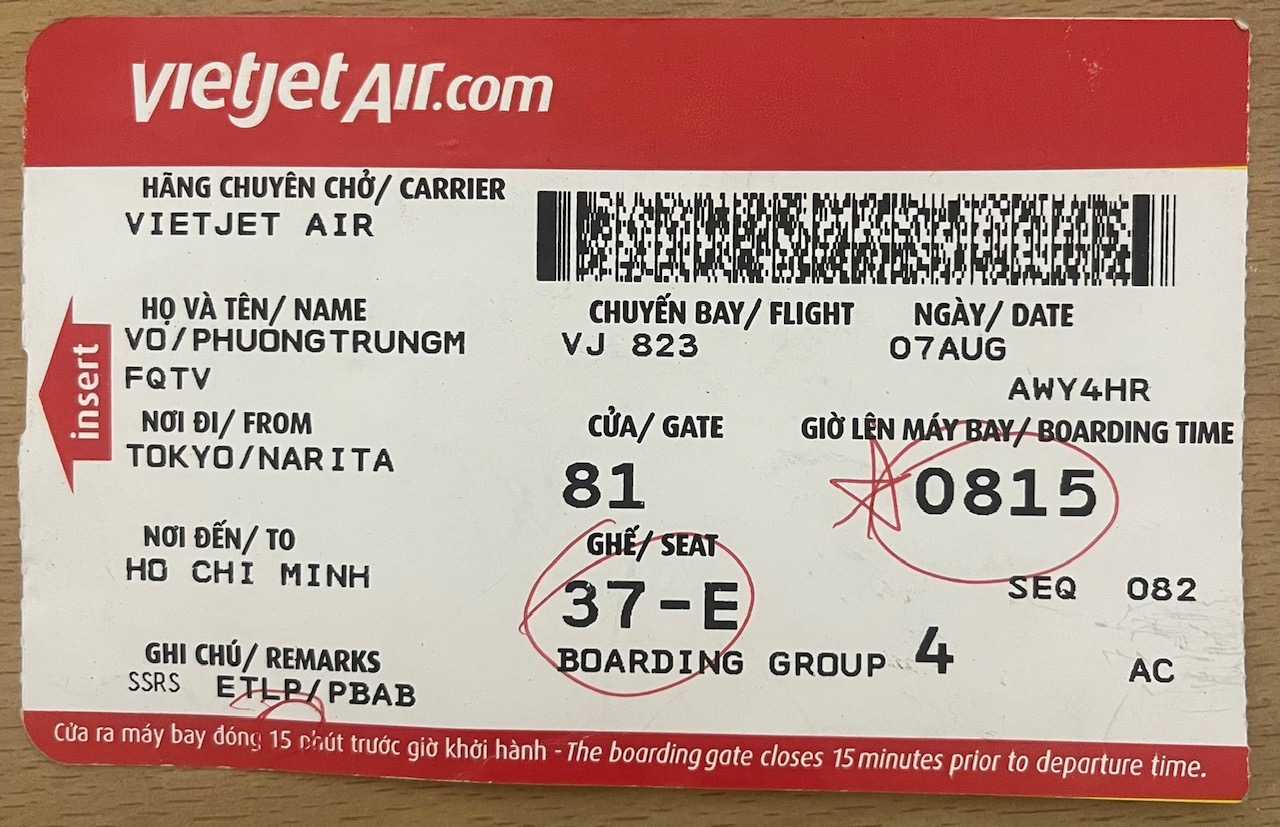 vietjetAir.com
HÃNG CHUYÊN CHỞ/ CARRIER
VIETJET AIR
HỌ VÀ TÊN/ NAME
VO/PHUONGTRUNGM
FQTV
CHUYẾN BAY/ FLIGHT
VJ 823
NGÀY/ DATE
07AUG
AWY4HR
insert
NƠI ĐI/ FROM
TOKYO/NARITA
CỬA/ GATE
81
GIỜ LÊN MÁY BAY/ BOARDING TIME
0815
NƠI ĐẾN/ TO
HO CHI MINH
GHẾ/ SEAT
37-E
SEQ 082
BOARDING GROUP 4
AC
GHI CHÚ/ REMARKS
SSRS ETLP/PBAB
Cửa ra máy bay đóng 15 phút trước giờ khởi hành - The boarding gate closes 15 minutes prior to departure time.